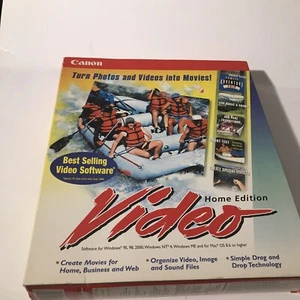 Canon
Turn Photos and Videos into Movies!
Best Selling
Video Software*
Home Edition
Video
Software for Windows® 95, 98, 2000, Windows NT® 4, Windows ME and for Mac® OS 8.6 or higher
• Create Movies for
Home, Business and Web
• Organize Video, Image
and Sound Files
• Simple Drag and
Drop Technology